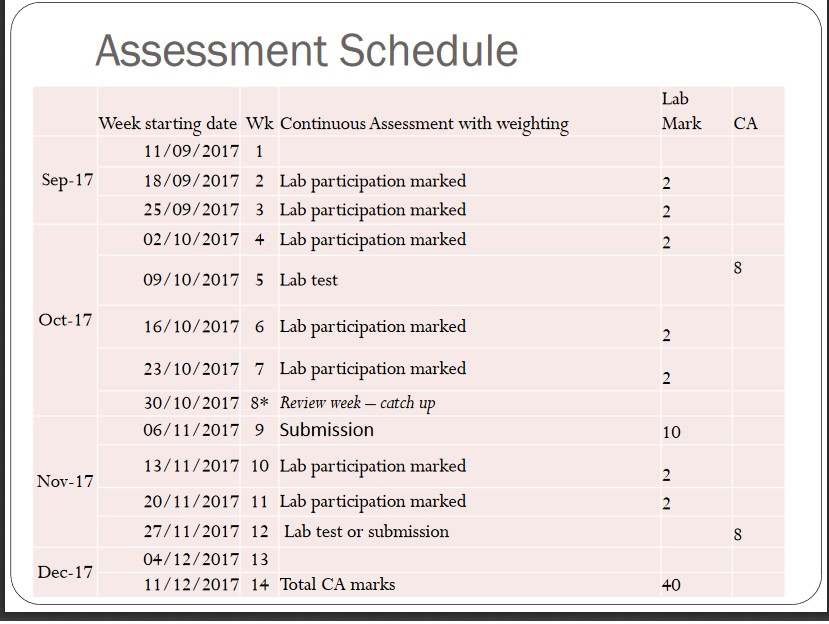 Assessment Schedule
Week starting date Wk Continuous Assessment with weighting Lab Mark CA
Sep-17
11/09/2017 1
18/09/2017 2 Lab participation marked 2
25/09/2017 3 Lab participation marked 2
Oct-17
02/10/2017 4 Lab participation marked 2
09/10/2017 5 Lab test 8
16/10/2017 6 Lab participation marked 2
23/10/2017 7 Lab participation marked 2
30/10/2017 8* Review week – catch up
Nov-17
06/11/2017 9 Submission 10
13/11/2017 10 Lab participation marked 2
20/11/2017 11 Lab participation marked 2
27/11/2017 12 Lab test or submission 8
Dec-17
04/12/2017 13
11/12/2017 14 Total CA marks 40